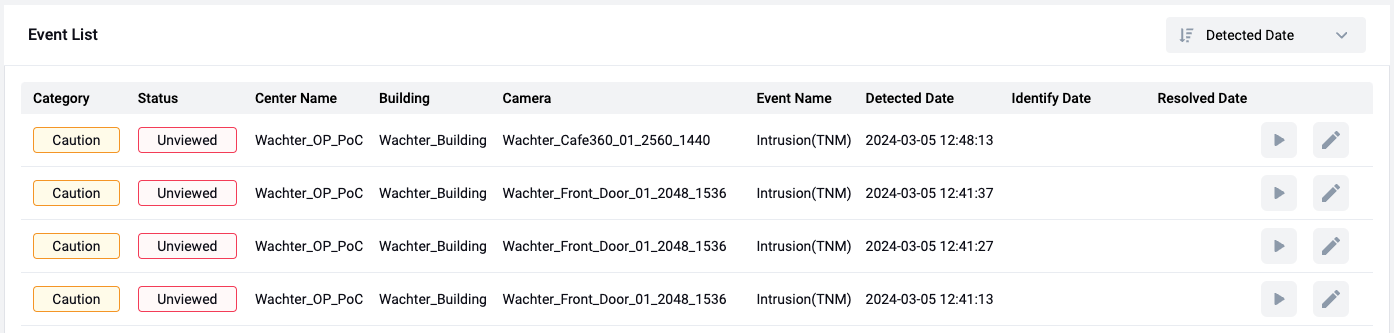 Event List
Detected Date
Category Status Center Name Building Camera Event Name Detected Date Identify Date Resolved Date
Caution Unviewed Wachter_OP_PoC Wachter_Building Wachter_Cafe360_01_2560_1440 Intrusion(TNM) 2024-03-05 12:48:13
Caution Unviewed Wachter_OP_PoC Wachter_Building Wachter_Front_Door_01_2048_1536 Intrusion(TNM) 2024-03-05 12:41:37
Caution Unviewed Wachter_OP_PoC Wachter_Building Wachter_Front_Door_01_2048_1536 Intrusion(TNM) 2024-03-05 12:41:27
Caution Unviewed Wachter_OP_PoC Wachter_Building Wachter_Front_Door_01_2048_1536 Intrusion(TNM) 2024-03-05 12:41:13